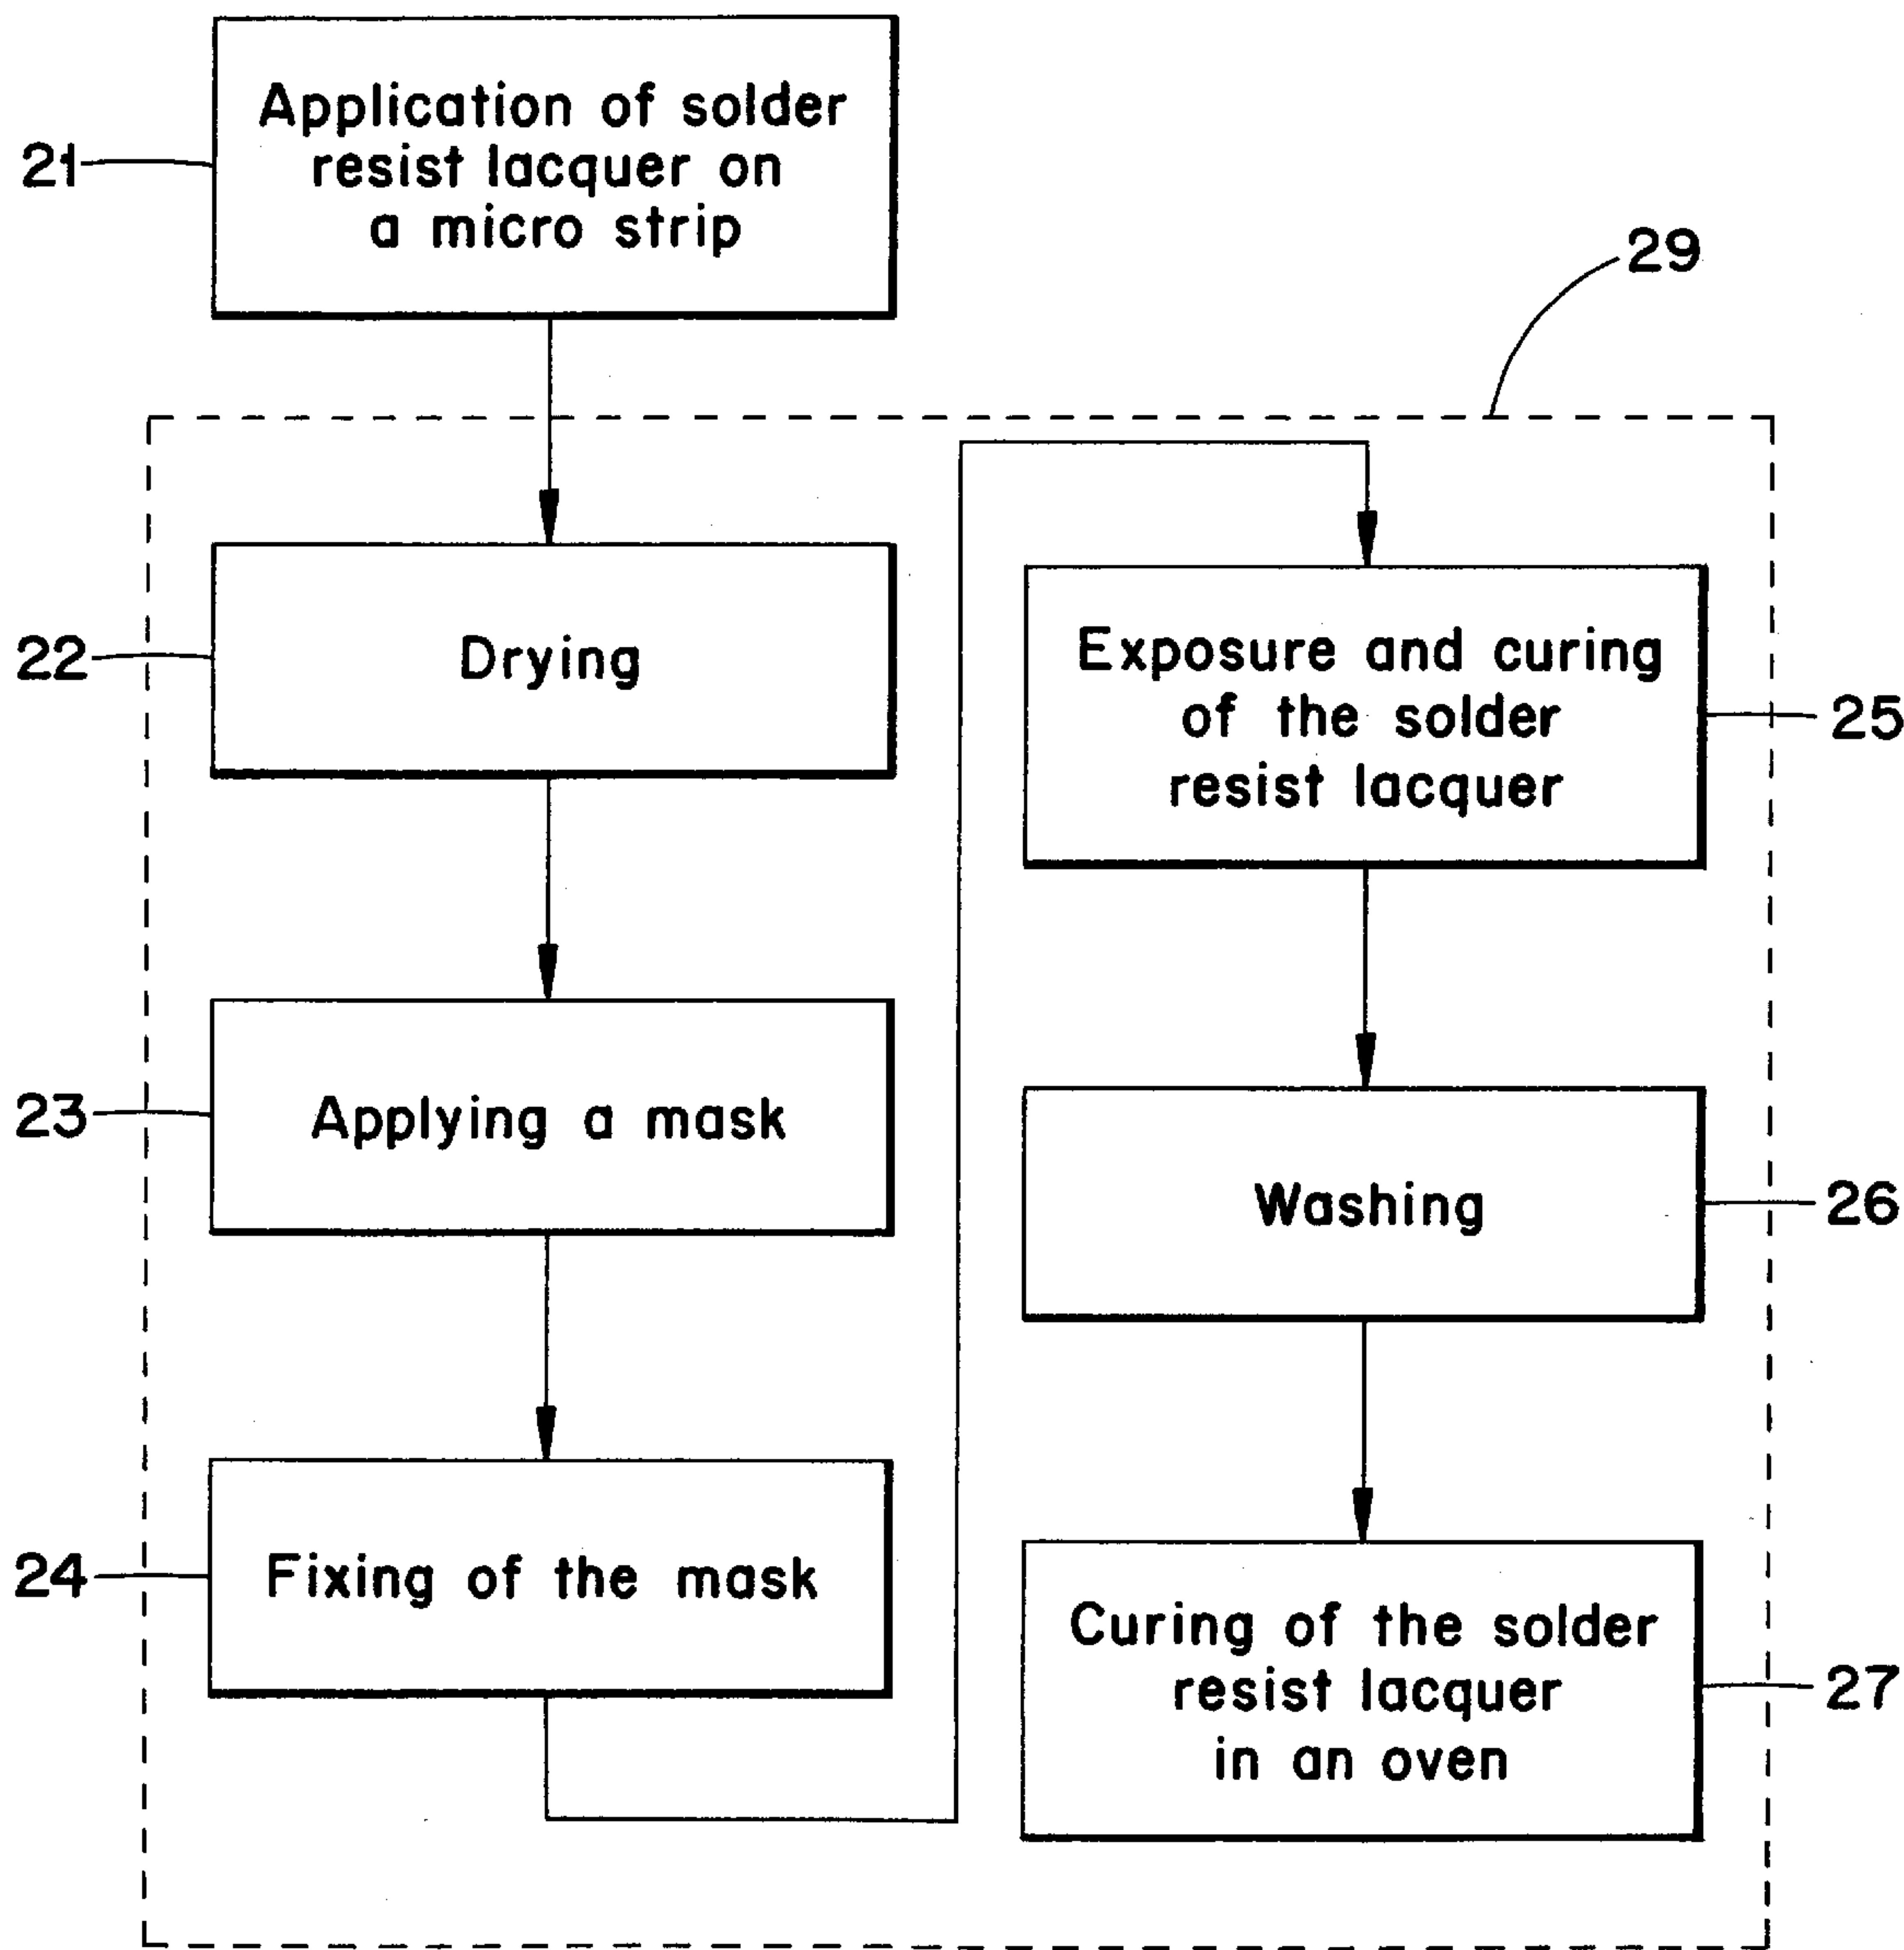 Application of solder
resist lacquer on
a micro strip
21
29
Drying
22
Applying a mask
23
Fixing of the mask
24
Exposure and curing
of the solder
resist lacquer
25
Washing
26
Curing of the solder
resist lacquer
in an oven
27